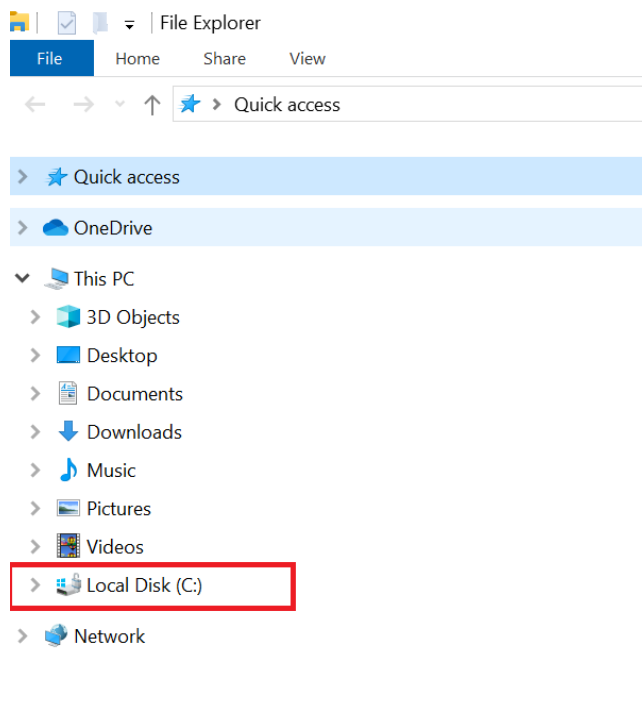 File Explorer
File Home Share View
Quick access
Quick access
OneDrive
This PC
3D Objects
Desktop
Documents
Downloads
Music
Pictures
Videos
Local Disk (C:)
Network